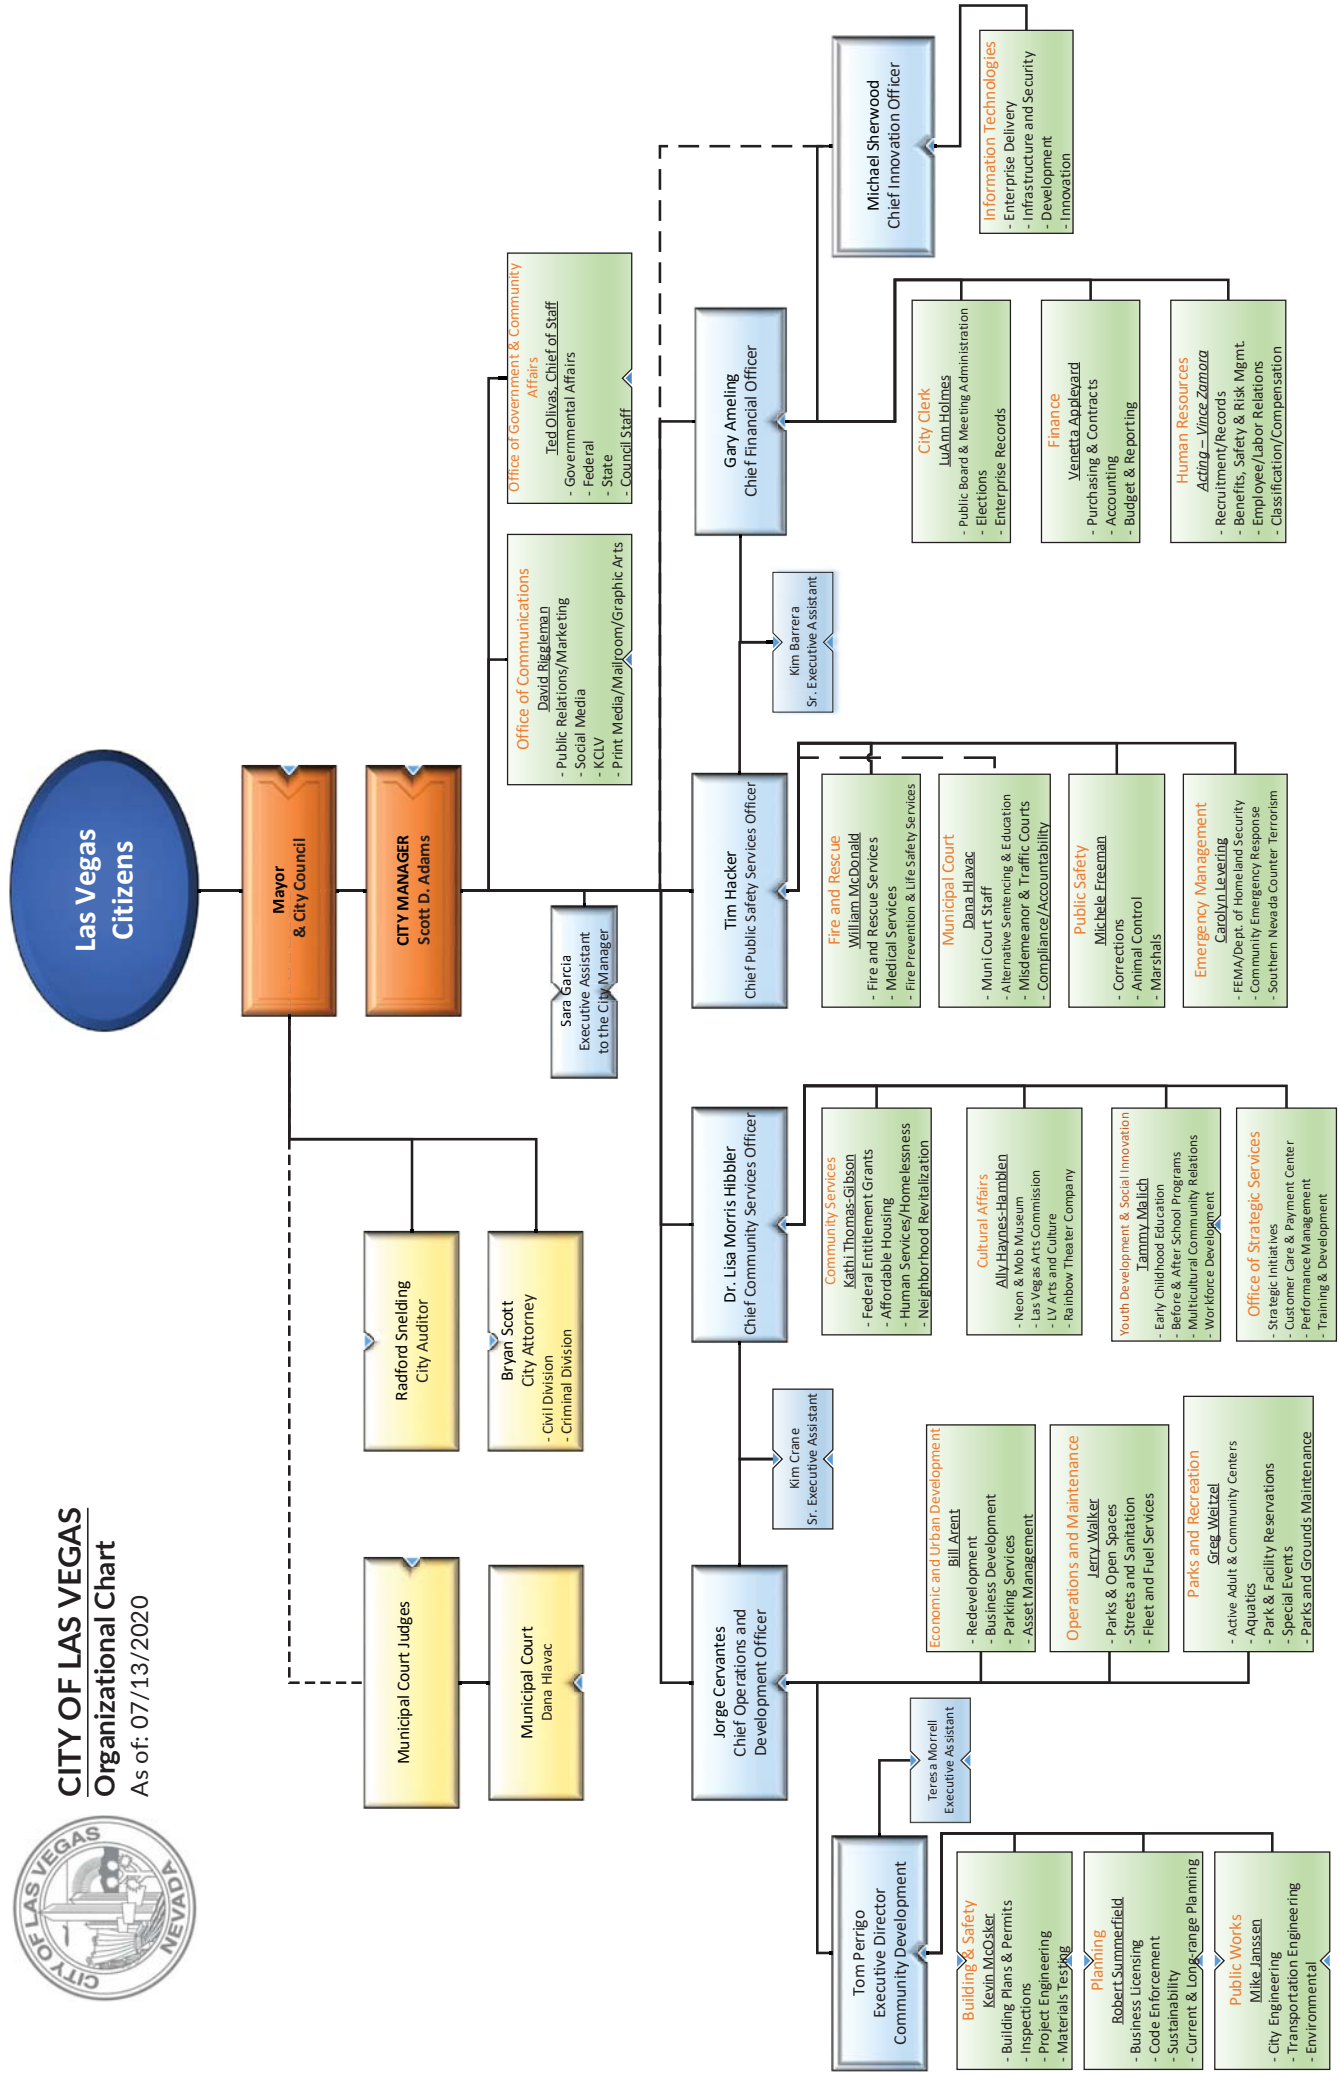 CITY OF LAS VEGAS
NEVADA
CITY OF LAS VEGAS
Organizational Chart
As of: 07/13/2020
Las Vegas
Citizens
Mayor
& City Council
CITY MANAGER
Scott D. Adams
Municipal Court Judges
Municipal Court
Dana Hlavac
Radford Snelding
City Auditor
Bryan Scott
City Attorney
- Civil Division
- Criminal Division
Sara Garcia
Executive Assistant
to the City Manager
Office of Communications
David Riggleman
- Public Relations/Marketing
- Social Media
- KCLV
- Print Media/Mailroom/Graphic Arts
Office of Government & Community
Affairs
Ted Olivas, Chief of Staff
- Governmental Affairs
- Federal
- State
- Council Staff
Jorge Cervantes
Chief Operations and
Development Officer
Kim Crane
Sr. Executive Assistant
Dr. Lisa Morris Hibbler
Chief Community Services Officer
Tim Hacker
Chief Public Safety Services Officer
Kim Barrera
Sr. Executive Assistant
Gary Ameling
Chief Financial Officer
Michael Sherwood
Chief Innovation Officer
Tom Perrigo
Executive Director
Community Development
Teresa Morrell
Executive Assistant
Building & Safety
Kevin McOsker
- Building Plans & Permits
- Inspections
- Project Engineering
- Materials Testing
Planning
Robert Summerfield
- Business Licensing
- Code Enforcement
- Sustainability
- Current & Long-range Planning
Public Works
Mike Janssen
- City Engineering
- Transportation Engineering
- Environmental
Economic and Urban Development
Bill Arent
- Redevelopment
- Business Development
- Parking Services
- Asset Management
Operations and Maintenance
Jerry Walker
- Parks & Open Spaces
- Streets and Sanitation
- Fleet and Fuel Services
Parks and Recreation
Greg Weitzel
- Active Adult & Community Centers
- Aquatics
- Park & Facility Reservations
- Special Events
- Parks and Grounds Maintenance
Community Services
Kathi Thomas-Gibson
- Federal Entitlement Grants
- Affordable Housing
- Human Services/Homelessness
- Neighborhood Revitalization
Cultural Affairs
Ally Haynes-Hamblen
- Neon & Mob Museum
- Las Vegas Arts Commission
- LV Arts and Culture
- Rainbow Theater Company
Youth Development & Social Innovation
Tammy Malich
- Early Childhood Education
- Before & After School Programs
- Multicultural Community Relations
- Workforce Development
Office of Strategic Services
- Strategic Initiatives
- Customer Care & Payment Center
- Performance Management
- Training & Development
Fire and Rescue
William McDonald
- Fire and Rescue Services
- Medical Services
- Fire Prevention & Life Safety Services
Municipal Court
Dana Hlavac
- Muni Court Staff
- Alternative Sentencing & Education
- Misdemeanor & Traffic Courts
- Compliance/Accountability
Public Safety
Michele Freeman
- Corrections
- Animal Control
- Marshals
Emergency Management
Carolyn Levering
- FEMA/Dept. of Homeland Security
- Community Emergency Response
- Southern Nevada Counter Terrorism
City Clerk
LuAnn Holmes
- Public Board & Meeting Administration
- Elections
- Enterprise Records
Finance
Venetta Appleyard
- Purchasing & Contracts
- Accounting
- Budget & Reporting
Human Resources
Acting – Vince Zamora
- Recruitment/Records
- Benefits, Safety & Risk Mgmt.
- Employee/Labor Relations
- Classification/Compensation
Information Technologies
- Enterprise Delivery
- Infrastructure and Security
- Development
- Innovation